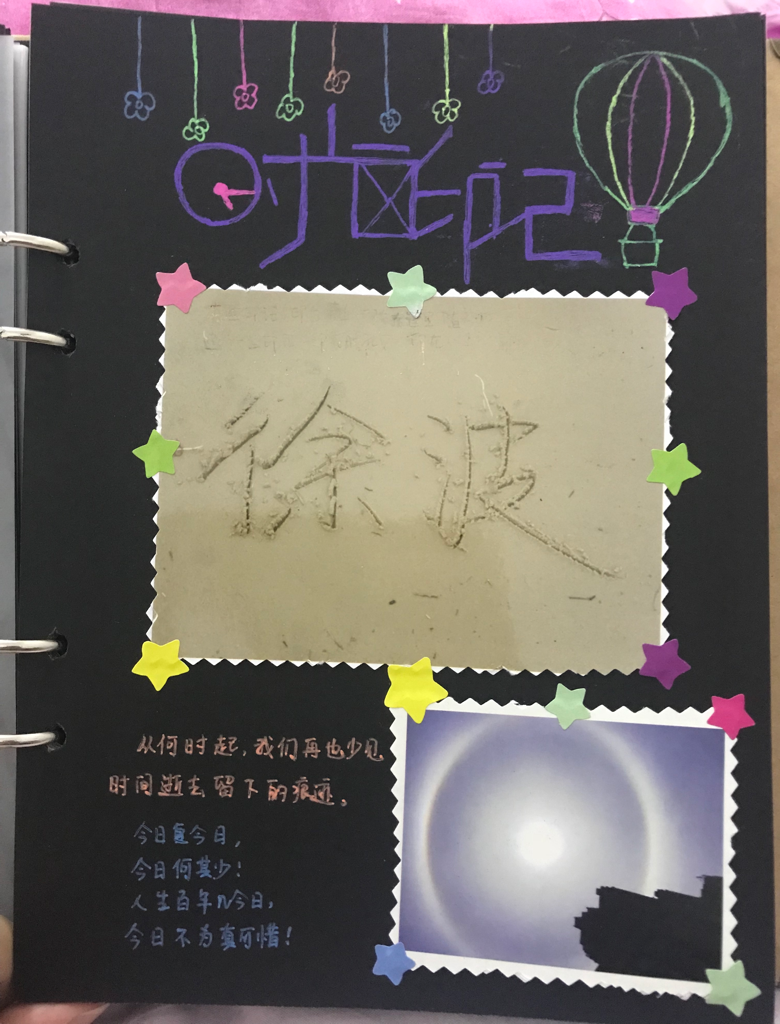 时印记
徐波
从何时起，我们再也少见
时间逝去留下的痕迹。
今日复今日，
今日何其少！
人生百年几今日，
今日不为真可惜！